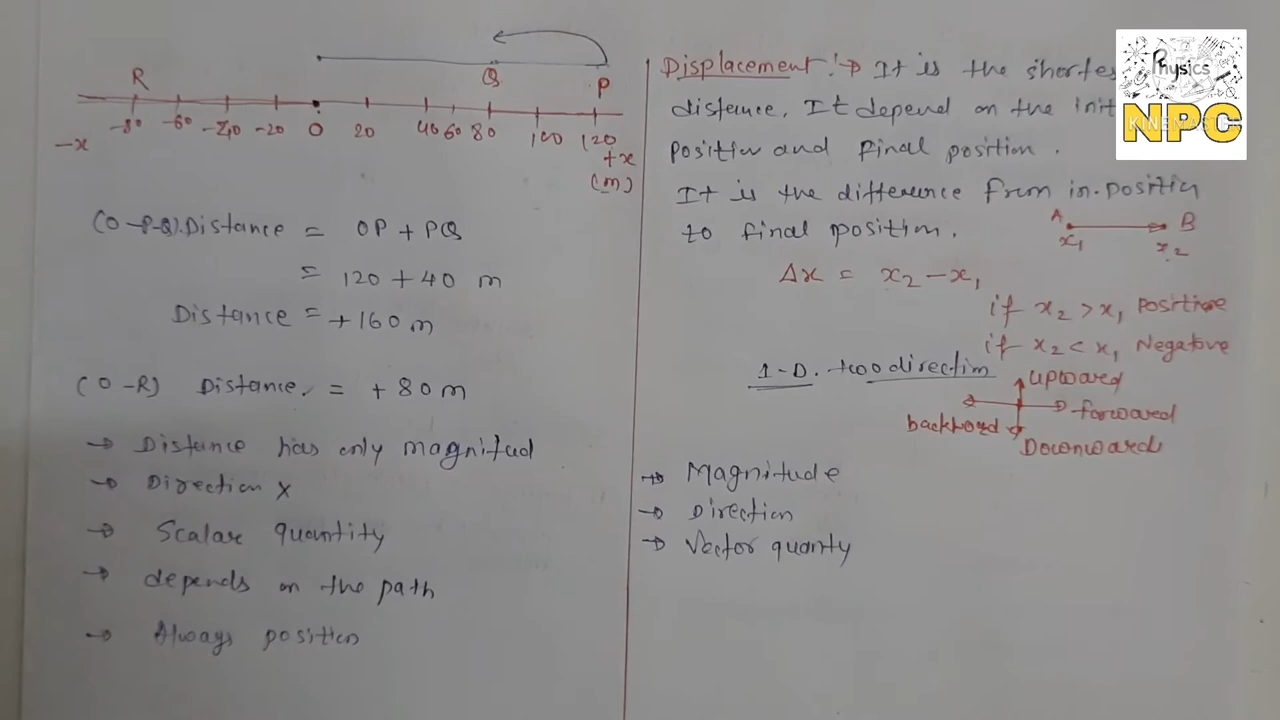 R
Q
P
-80 -60 -40 -20 0 20 40 60 80 100 120
-x
+x
(m)
(O-P-Q) Distance = OP + PQ
= 120 + 40 m
Distance = +160 m
(O-R) Distance. = + 80 m
→ Distance has only magnitud
→ Direction X
→ Scalar quantity
→ depends on the path
→ Always
Displacement :→ It is the shortes
distance. It depend on the init
position and final position.
It is the difference from in. position
to final position.
A B
x₁ x₂
Δx = x₂ - x₁
if x₂ > x₁ positive
if x₂ < x₁ Negative
1-D. two direction
upward
forward
backward
Downward
→ Magnitude
→ Direction
→ Vector quanty
Physics
NPC
KINEMASTER